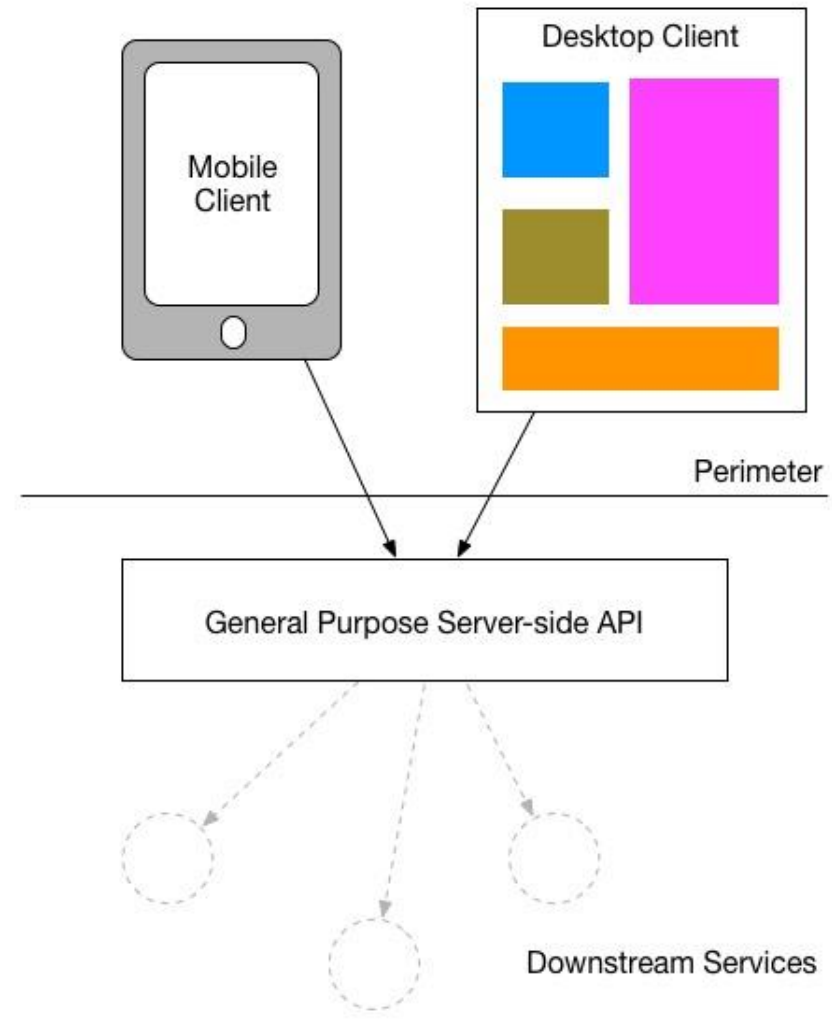 Desktop Client
Mobile
Client
Perimeter
General Purpose Server-side API
Downstream Services